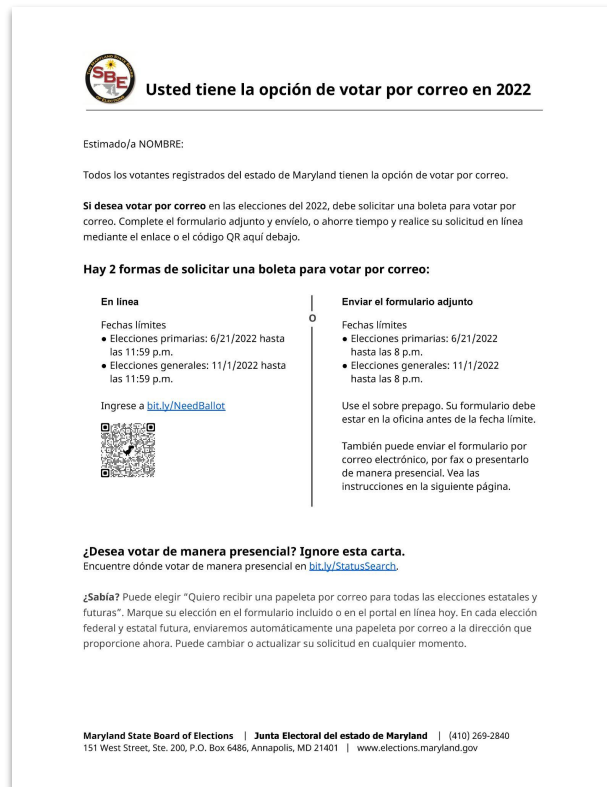 SBE
Usted tiene la opción de votar por correo en 2022
Estimado/a NOMBRE:
Todos los votantes registrados del estado de Maryland tienen la opción de votar por correo.
Si desea votar por correo en las elecciones del 2022, debe solicitar una boleta para votar por
correo. Complete el formulario adjunto y envíelo, o ahorre tiempo y realice su solicitud en línea
mediante el enlace o el código QR aquí debajo.
Hay 2 formas de solicitar una boleta para votar por correo:
En línea
Fechas límites
● Elecciones primarias: 6/21/2022 hasta
las 11:59 p.m.
● Elecciones generales: 11/1/2022 hasta
las 11:59 p.m.
Ingrese a bit.ly/NeedBallot
O
Enviar el formulario adjunto
Fechas límites
● Elecciones primarias: 6/21/2022
hasta las 8 p.m.
● Elecciones generales: 11/1/2022
hasta las 8 p.m.
Use el sobre prepago. Su formulario debe
estar en la oficina antes de la fecha límite.
También puede enviar el formulario por
correo electrónico, por fax o presentarlo
de manera presencial. Vea las
instrucciones en la siguiente página.
¿Desea votar de manera presencial? Ignore esta carta.
Encuentre dónde votar de manera presencial en bit.ly/StatusSearch.
¿Sabía? Puede elegir “Quiero recibir una papeleta por correo para todas las elecciones estatales y
futuras”. Marque su elección en el formulario incluido o en el portal en línea hoy. En cada elección
federal y estatal futura, enviaremos automáticamente una papeleta por correo a la dirección que
proporcione ahora. Puede cambiar o actualizar su solicitud en cualquier momento.
Maryland State Board of Elections | Junta Electoral del estado de Maryland | (410) 269-2840
151 West Street, Ste. 200, P.O. Box 6486, Annapolis, MD 21401 | www.elections.maryland.gov